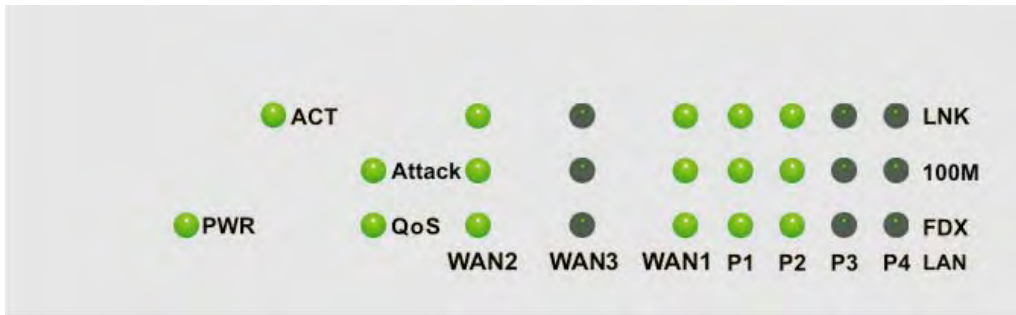 ACT LNK
Attack 100M
PWR QoS FDX
WAN2 WAN3 WAN1 P1 P2 P3 P4 LAN